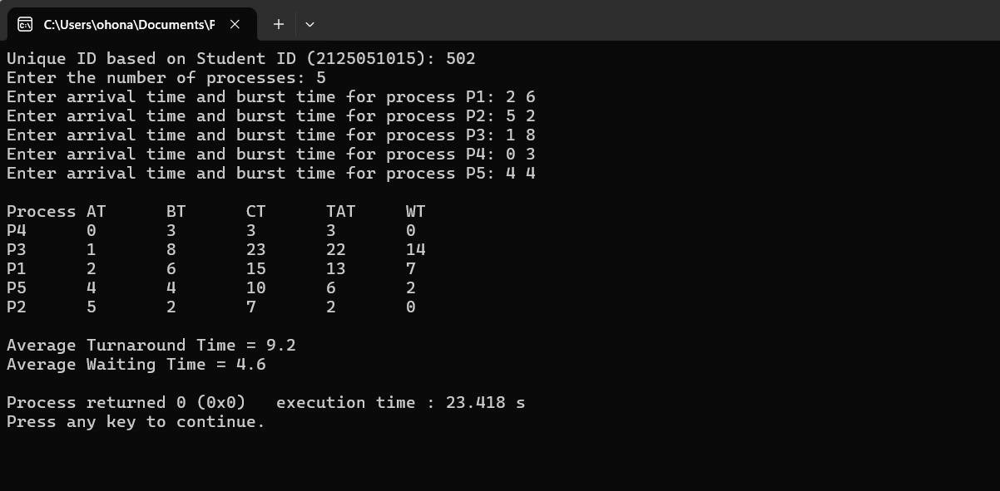 C:\Users\ohona\Documents\P
Unique ID based on Student ID (2125051015): 502
Enter the number of processes: 5
Enter arrival time and burst time for process P1: 2 6
Enter arrival time and burst time for process P2: 5 2
Enter arrival time and burst time for process P3: 1 8
Enter arrival time and burst time for process P4: 0 3
Enter arrival time and burst time for process P5: 4 4
Process AT BT CT TAT WT
P4 0 3 3 3 0
P3 1 8 23 22 14
P1 2 6 15 13 7
P5 4 4 10 6 2
P2 5 2 7 2 0
Average Turnaround Time = 9.2
Average Waiting Time = 4.6
Process returned 0 (0x0) execution time : 23.418 s
Press any key to continue.